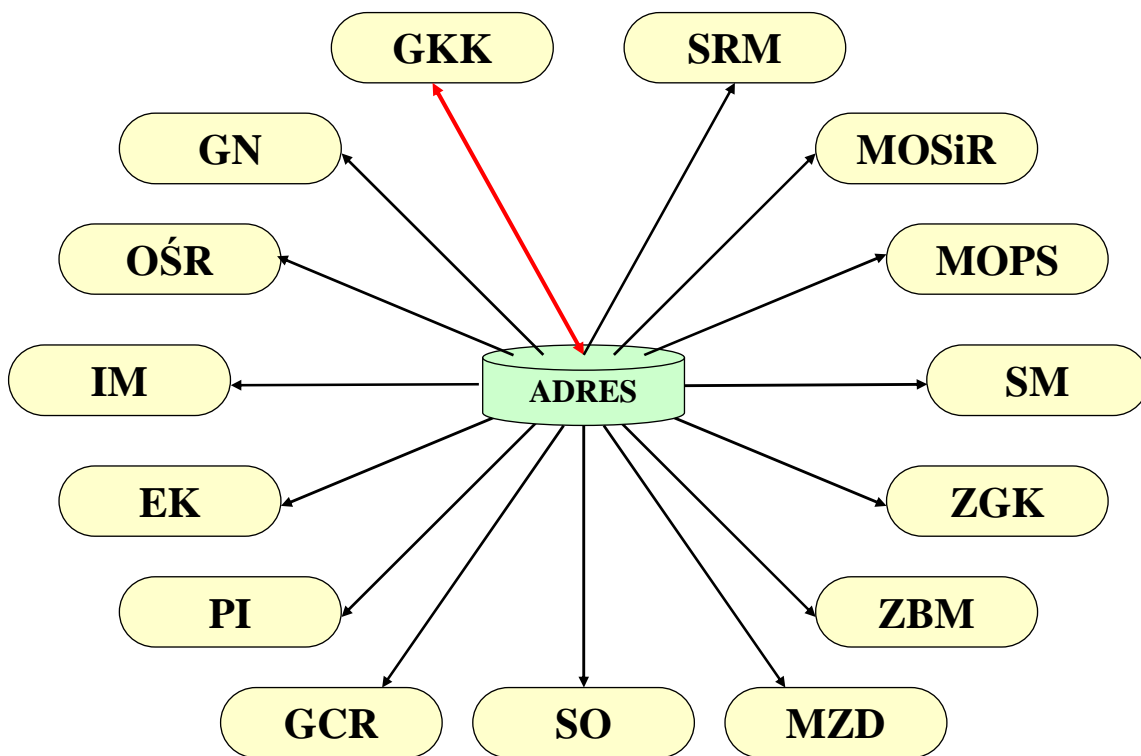 GKK
SRM
GN
MOSiR
OŚR
MOPS
IM
ADRES
SM
EK
ZGK
PI
ZBM
GCR
SO
MZD